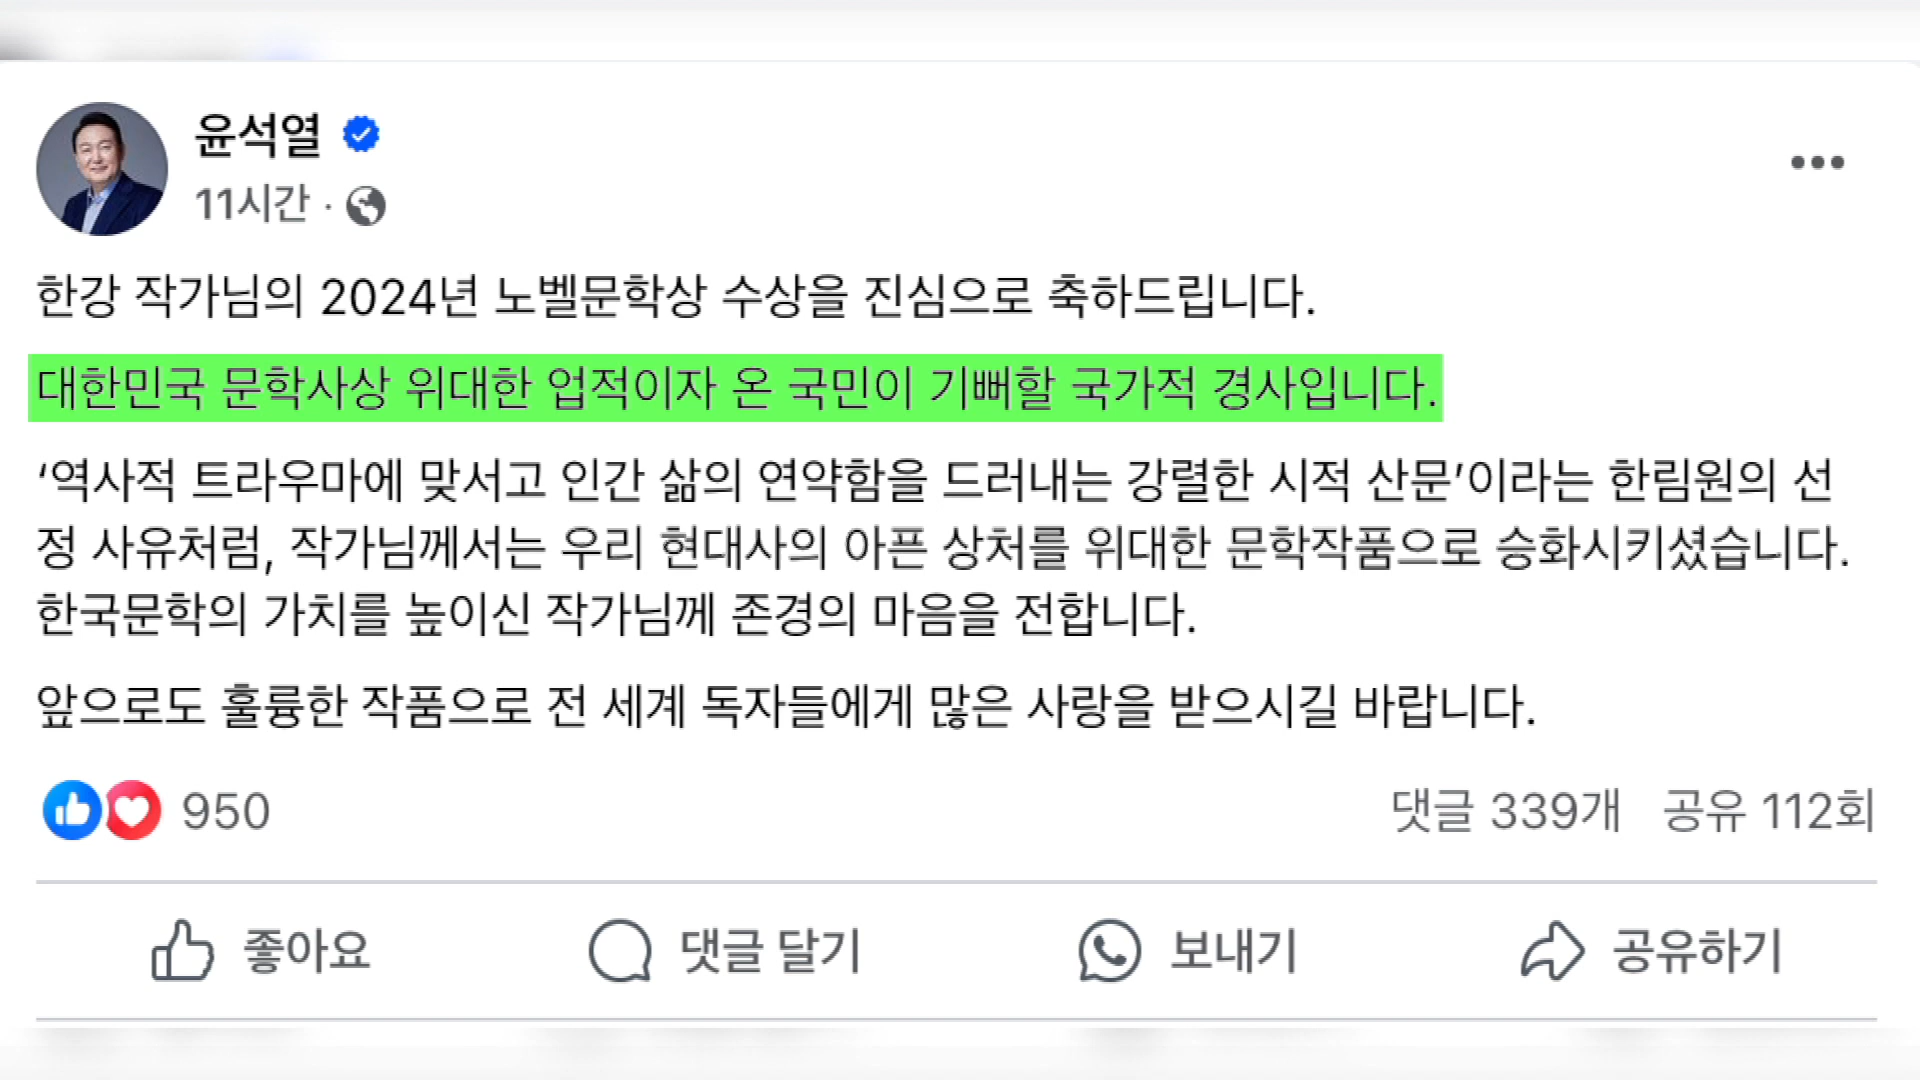 윤석열
11시간 ·
한강 작가님의 2024년 노벨문학상 수상을 진심으로 축하드립니다.
대한민국 문학사상 위대한 업적이자 온 국민이 기뻐할 국가적 경사입니다.
‘역사적 트라우마에 맞서고 인간 삶의 연약함을 드러내는 강렬한 시적 산문’이라는 한림원의 선
정 사유처럼, 작가님께서는 우리 현대사의 아픈 상처를 위대한 문학작품으로 승화시키셨습니다.
한국문학의 가치를 높이신 작가님께 존경의 마음을 전합니다.
앞으로도 훌륭한 작품으로 전 세계 독자들에게 많은 사랑을 받으시길 바랍니다.
950 댓글 339개 공유 112회
좋아요 댓글 달기 보내기 공유하기